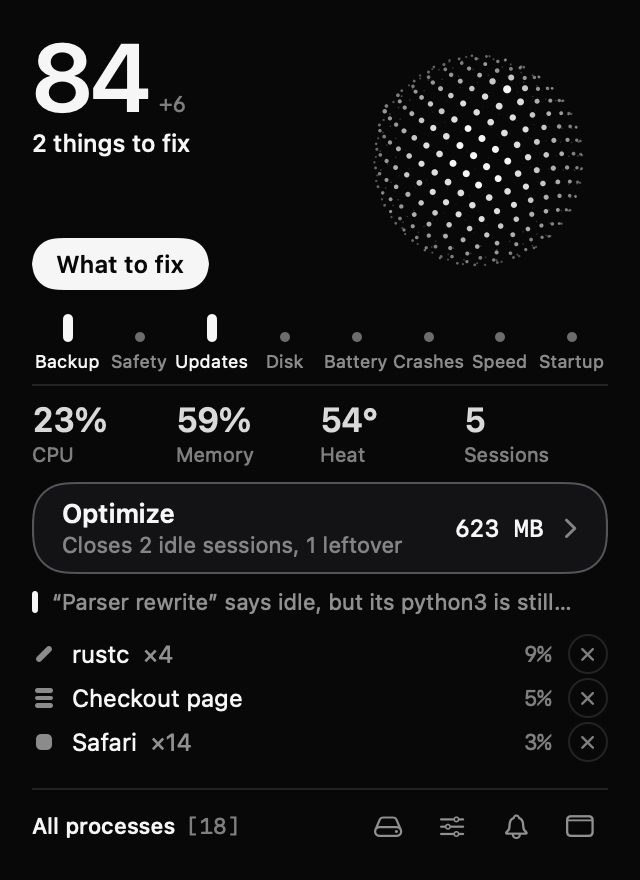 84 +6
2 things to fix
What to fix
Backup Safety Updates Disk Battery Crashes Speed Startup
23% 59% 54° 5
CPU Memory Heat Sessions
Optimize
623 MB
Closes 2 idle sessions, 1 leftover
“Parser rewrite” says idle, but its python3 is still...
rustc ×4 9%
Checkout page 5%
Safari ×14 3%
All processes [18]